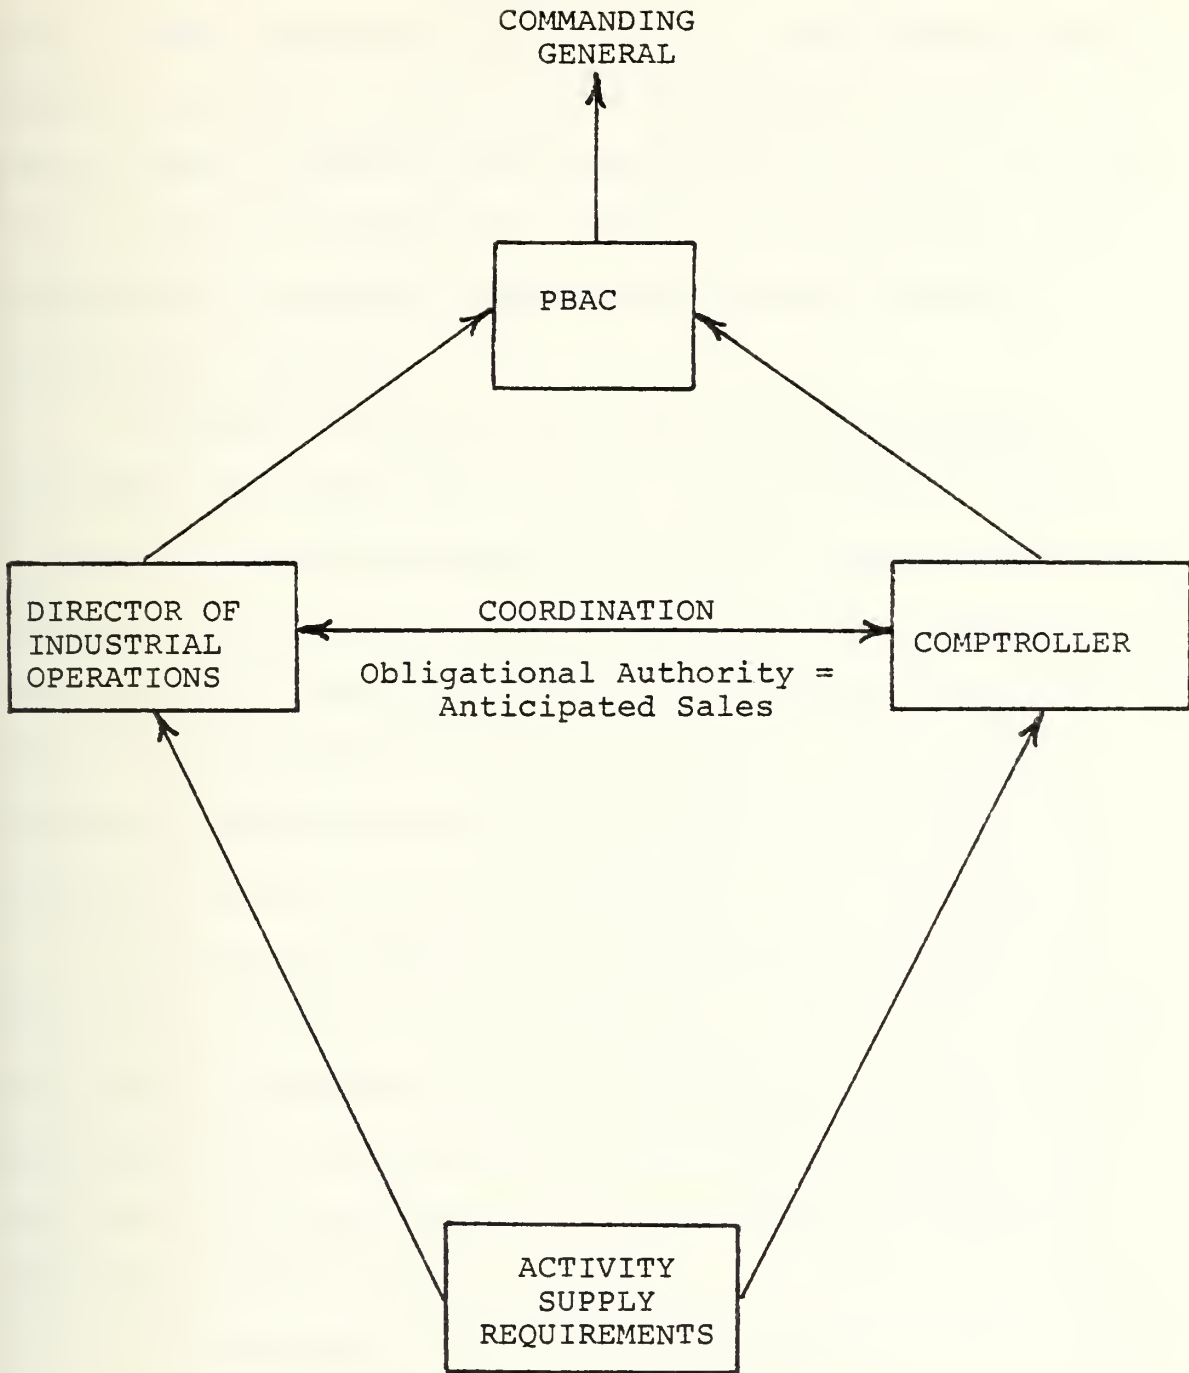 COMMANDING
GENERAL
PBAC
DIRECTOR OF
INDUSTRIAL
OPERATIONS
COORDINATION
Obligational Authority =
Anticipated Sales
COMPTROLLER
ACTIVITY
SUPPLY
REQUIREMENTS